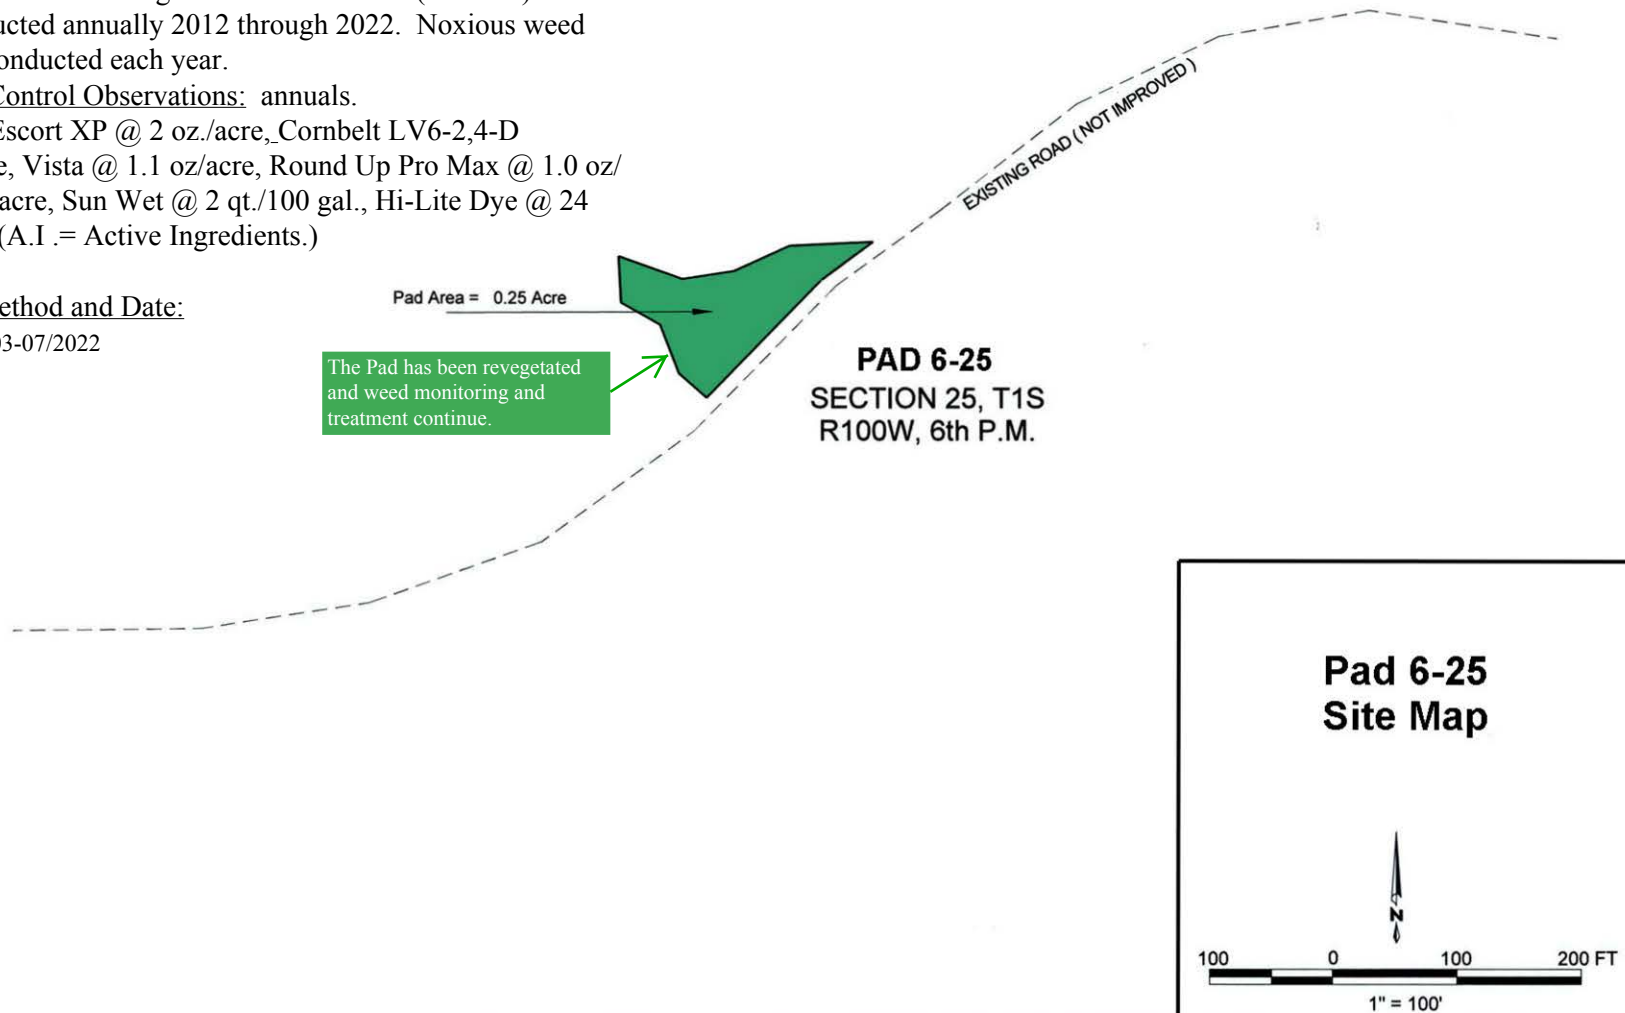 ucted annually 2012 through 2022. Noxious weed
onducted each year.
Control Observations: annuals.
Escort XP @ 2 oz./acre, Cornbelt LV6-2,4-D
e, Vista @ 1.1 oz/acre, Round Up Pro Max @ 1.0 oz/
acre, Sun Wet @ 2 qt./100 gal., Hi-Lite Dye @ 24
(A.I .= Active Ingredients.)
ethod and Date:
03-07/2022
EXISTING ROAD ( NOT IMPROVED )
Pad Area = 0.25 Acre
The Pad has been revegetated
and weed monitoring and
treatment continue.
PAD 6-25
SECTION 25, T1S
R100W, 6th P.M.
Pad 6-25
Site Map
N
100 0 100 200 FT
1" = 100'